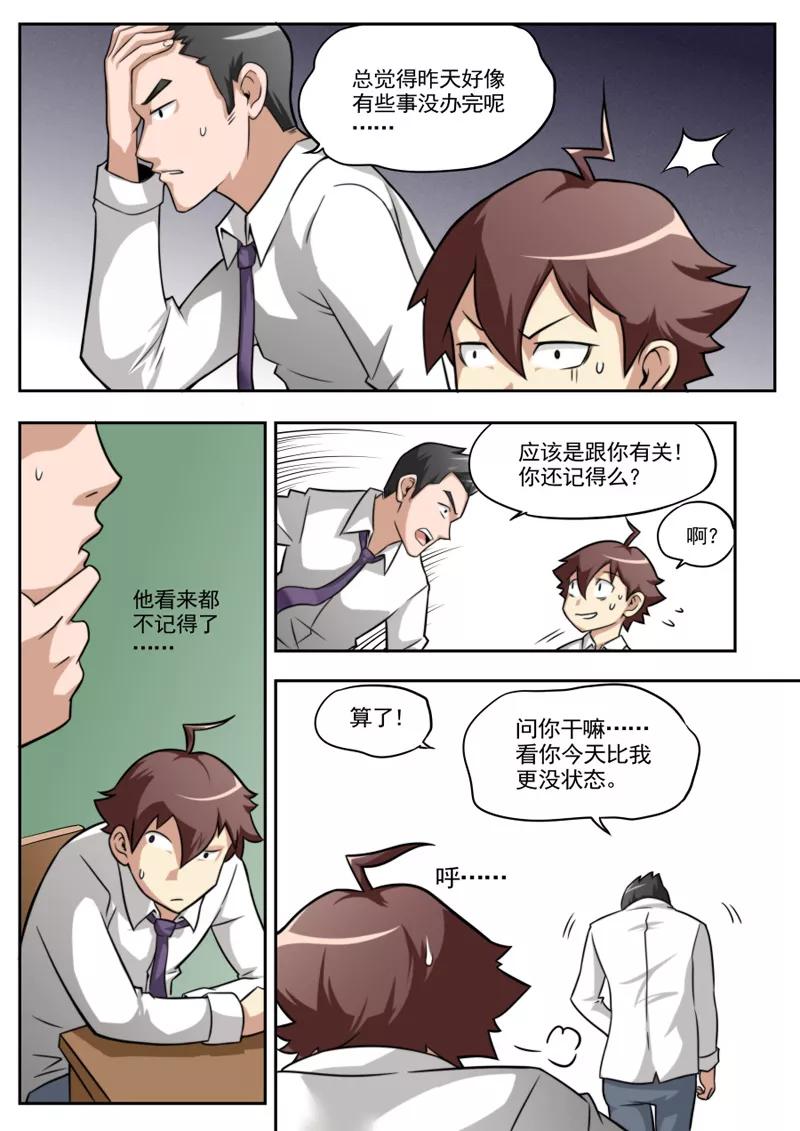 总觉得昨天好像
有些事没办完呢
……
他看来都
不记得了
……
应该是跟你有关！
你还记得么？
啊？
算了！
问你干嘛……
看你今天比我
更没状态。
呼……